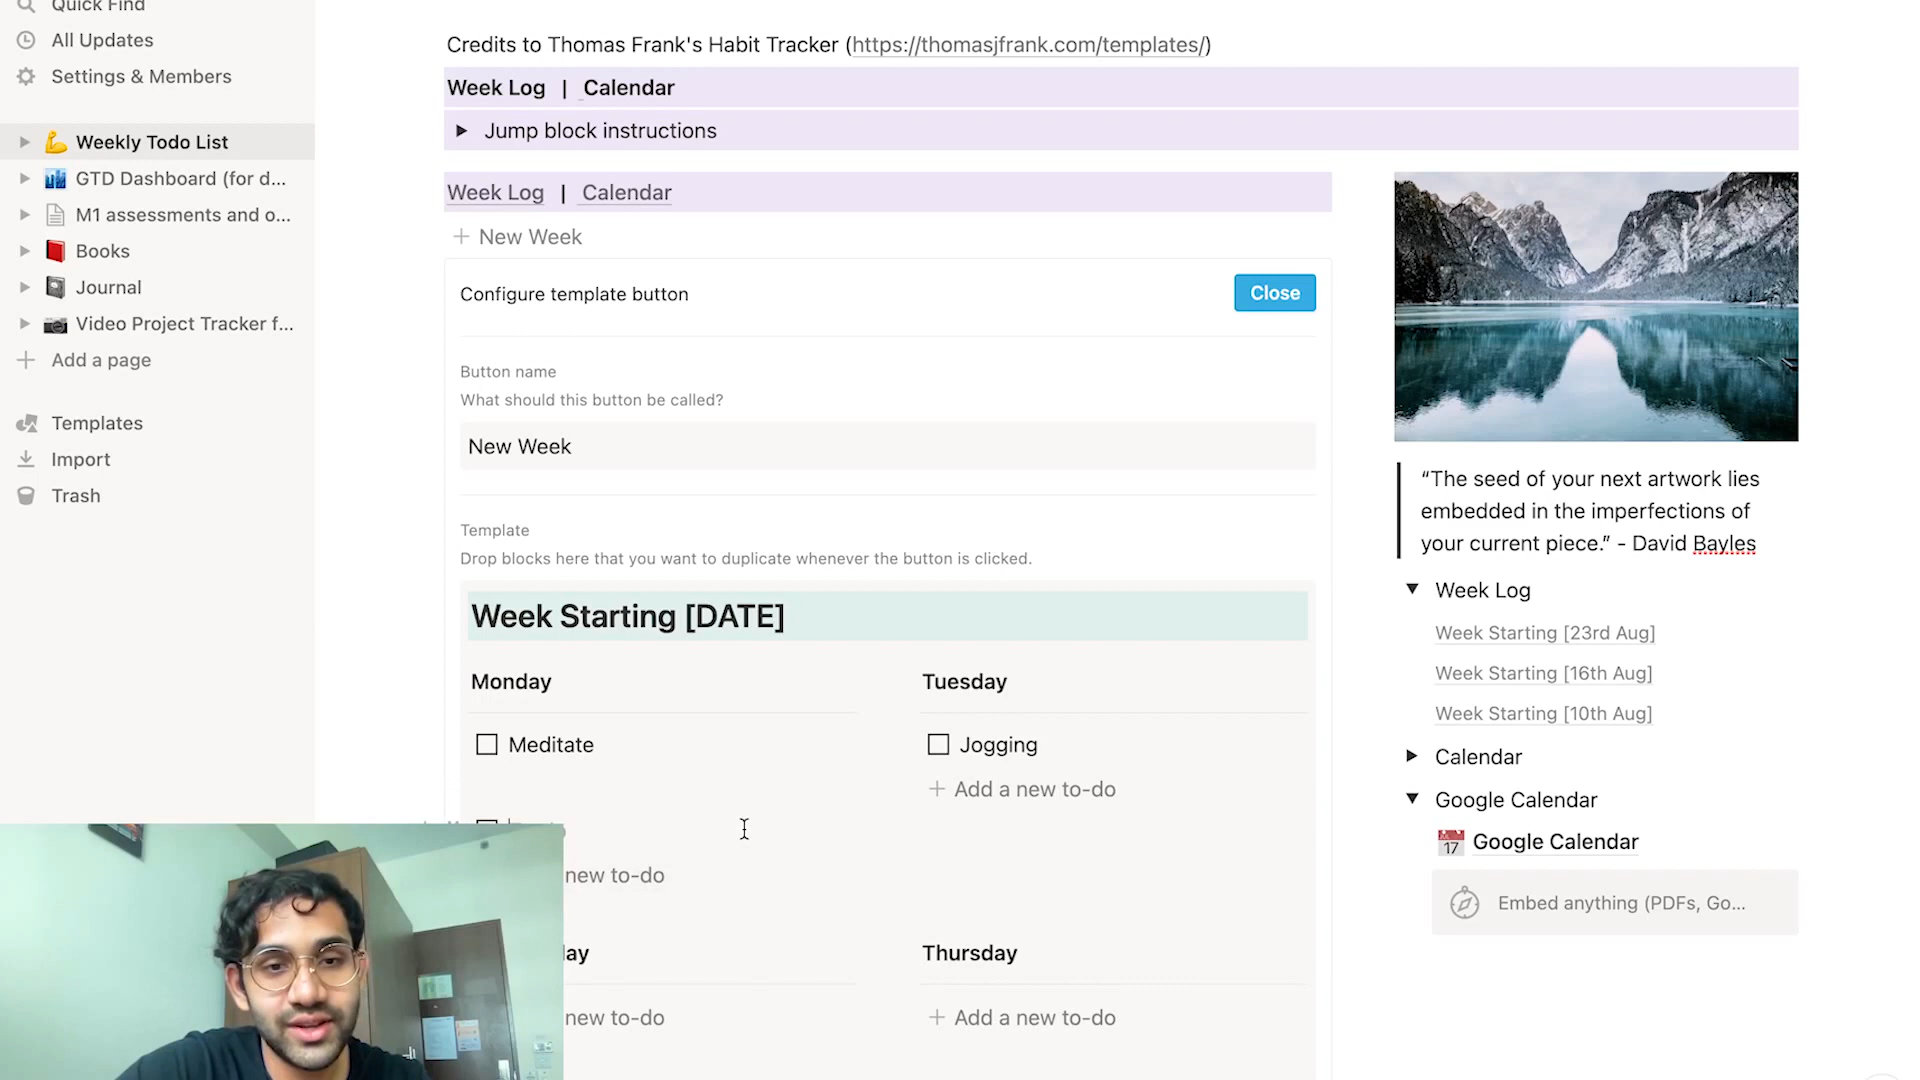 Quick Find
All Updates
Settings & Members
Weekly Todo List
GTD Dashboard (for d...
M1 assessments and o...
Books
Journal
Video Project Tracker f...
Add a page
Templates
Import
Trash
Credits to Thomas Frank's Habit Tracker (https://thomasjfrank.com/templates/)
Week Log | Calendar
Jump block instructions
Week Log | Calendar
New Week
Configure template button
Close
Button name
What should this button be called?
New Week
Template
Drop blocks here that you want to duplicate whenever the button is clicked.
Week Starting [DATE]
Monday
Meditate
new to-do
Tuesday
Jogging
Add a new to-do
ay
new to-do
Thursday
Add a new to-do
“The seed of your next artwork lies
embedded in the imperfections of
your current piece.” - David Bayles
Week Log
Week Starting [23rd Aug]
Week Starting [16th Aug]
Week Starting [10th Aug]
Calendar
Google Calendar
17
Google Calendar
Embed anything (PDFs, Go...